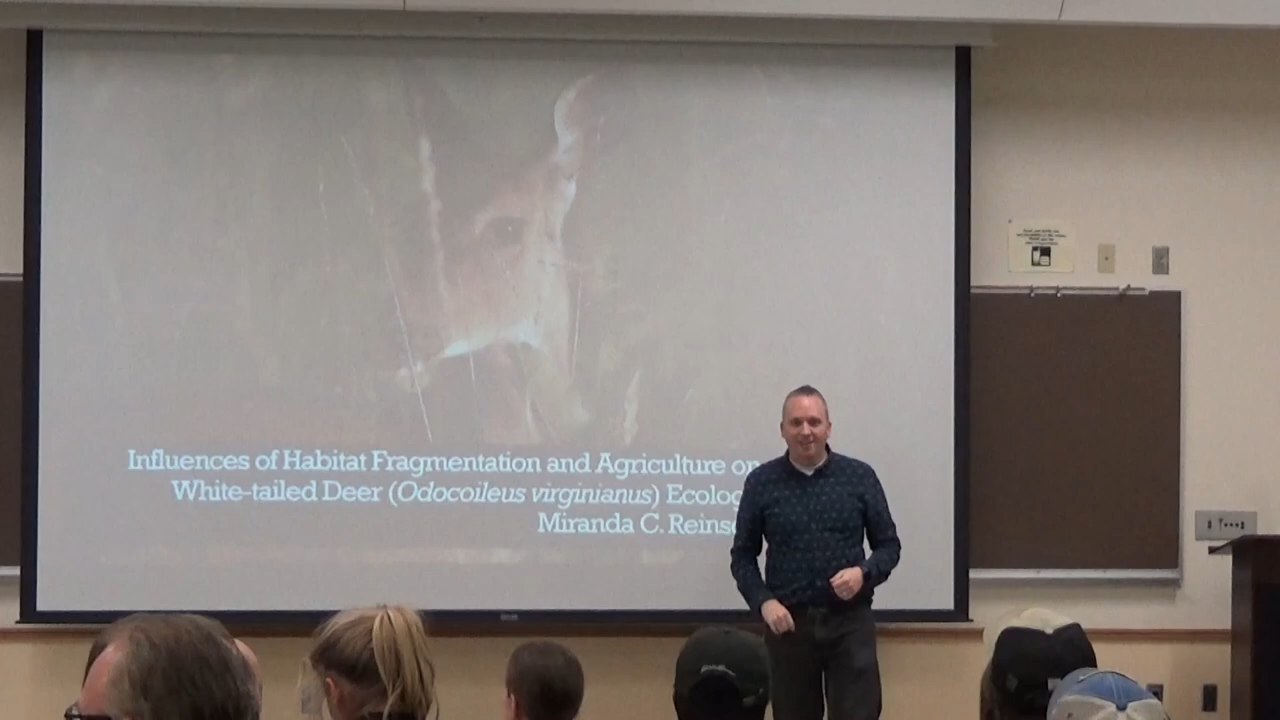 Influences of Habitat Fragmentation and Agriculture on
White-tailed Deer (Odocoileus virginianus) Ecolog
Miranda C. Reins